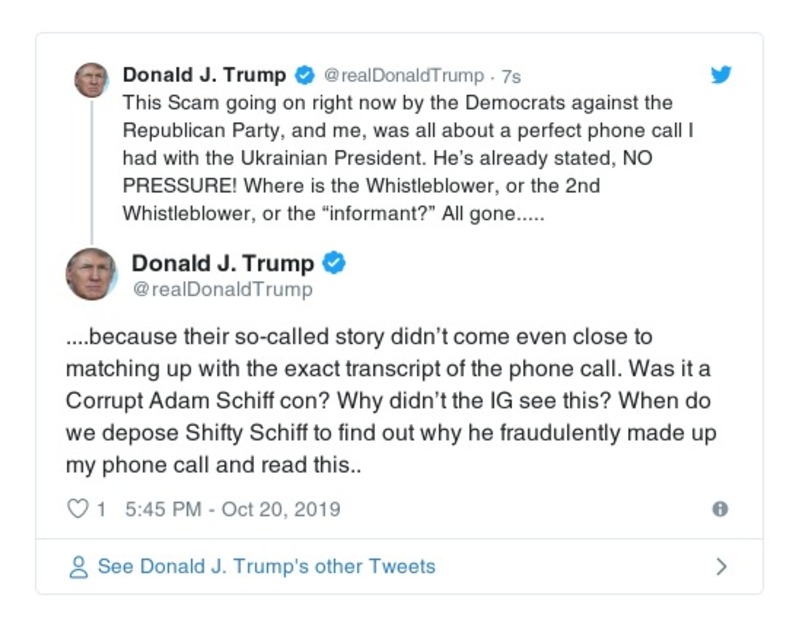 Donald J. Trump @realDonaldTrump · 7s
This Scam going on right now by the Democrats against the
Republican Party, and me, was all about a perfect phone call I
had with the Ukrainian President. He’s already stated, NO
PRESSURE! Where is the Whistleblower, or the 2nd
Whistleblower, or the “informant?” All gone.....
Donald J. Trump
@realDonaldTrump
....because their so-called story didn’t come even close to
matching up with the exact transcript of the phone call. Was it a
Corrupt Adam Schiff con? Why didn’t the IG see this? When do
we depose Shifty Schiff to find out why he fraudulently made up
my phone call and read this..
1 5:45 PM - Oct 20, 2019
See Donald J. Trump's other Tweets